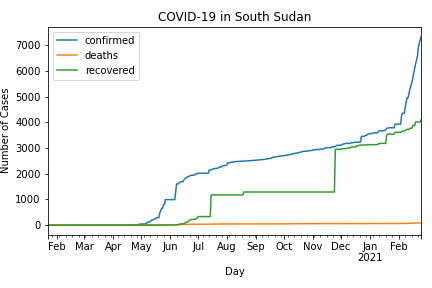 COVID-19 in South Sudan
confirmed
deaths
recovered
Number of Cases
7000
6000
5000
4000
3000
2000
1000
0
Feb Mar Apr May Jun Jul Aug Sep Oct Nov Dec Jan Feb
2021
Day